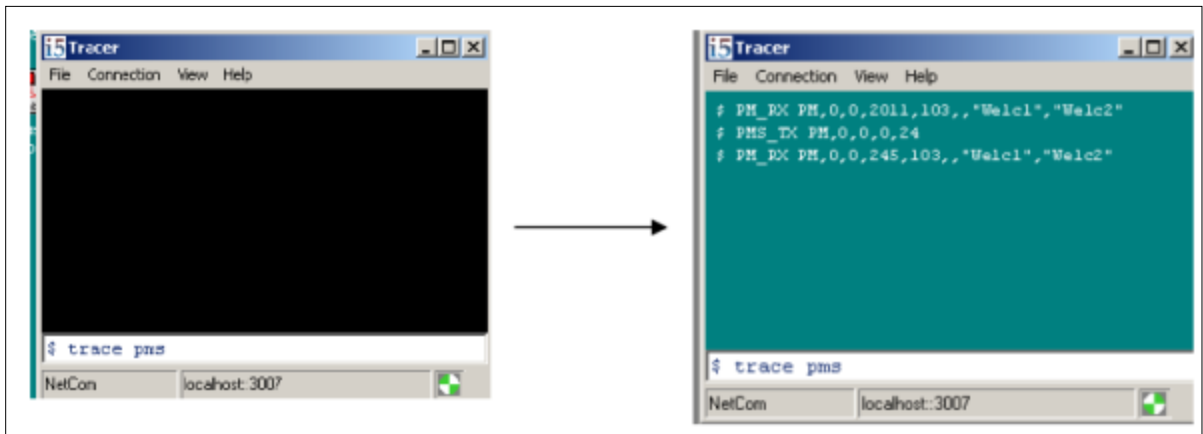 i5 Tracer
File Connection View Help
$ trace pms
NetCon localhost: 3007
i5 Tracer
File Connection View Help
$ PM_RX PM,0,0,2011,103,,"Welc1","Welc2"
$ PMS_TX PM,0,0,0,24
$ PM_RX PM,0,0,245,103,,"Welc1","Welc2"
$ trace pms
NetCom localhost::3007